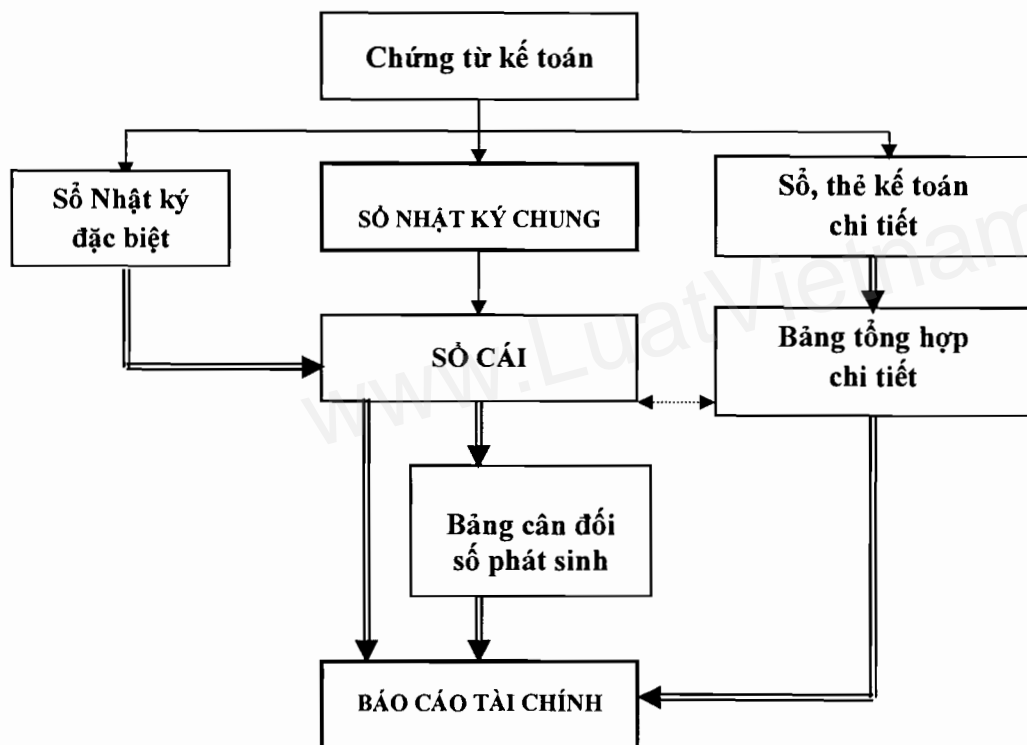 Chứng từ kế toán
Sổ Nhật ký
đặc biệt
SỔ NHẬT KÝ CHUNG
Sổ, thẻ kế toán
chi tiết
SỔ CÁI
Bảng tổng hợp
chi tiết
Bảng cân đối
số phát sinh
BÁO CÁO TÀI CHÍNH
www.LuatVietnam